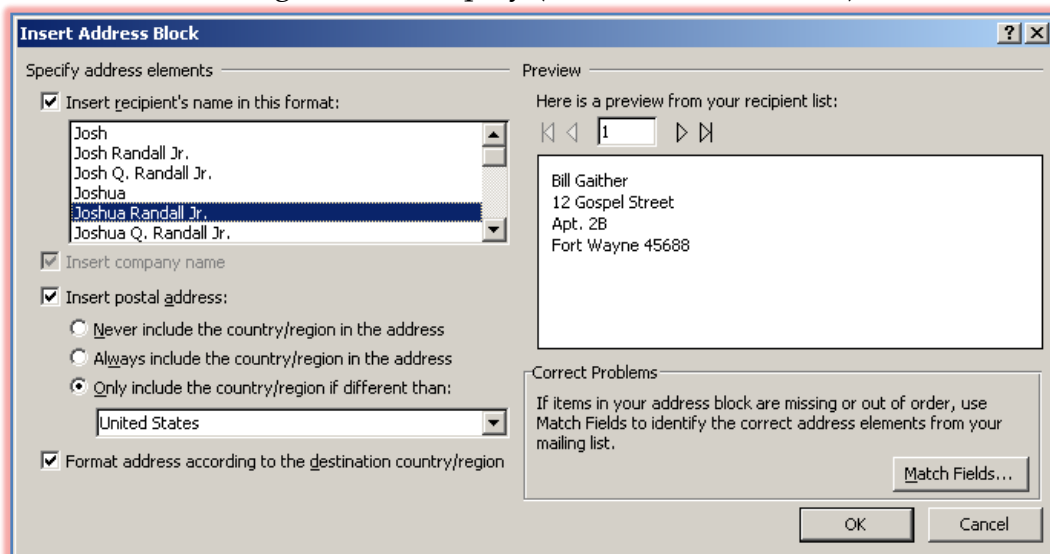 Insert Address Block
Specify address elements
Insert recipient's name in this format:
Josh
Josh Randall Jr.
Josh Q. Randall Jr.
Joshua
Joshua Randall Jr.
Joshua Q. Randall Jr.
Insert company name
Insert postal address:
Never include the country/region in the address
Always include the country/region in the address
Only include the country/region if different than:
United States
Format address according to the destination country/region
Preview
Here is a preview from your recipient list:
1
Bill Gaither
12 Gospel Street
Apt. 2B
Fort Wayne 45688
Correct Problems
If items in your address block are missing or out of order, use
Match Fields to identify the correct address elements from your
mailing list.
Match Fields...
OK
Cancel